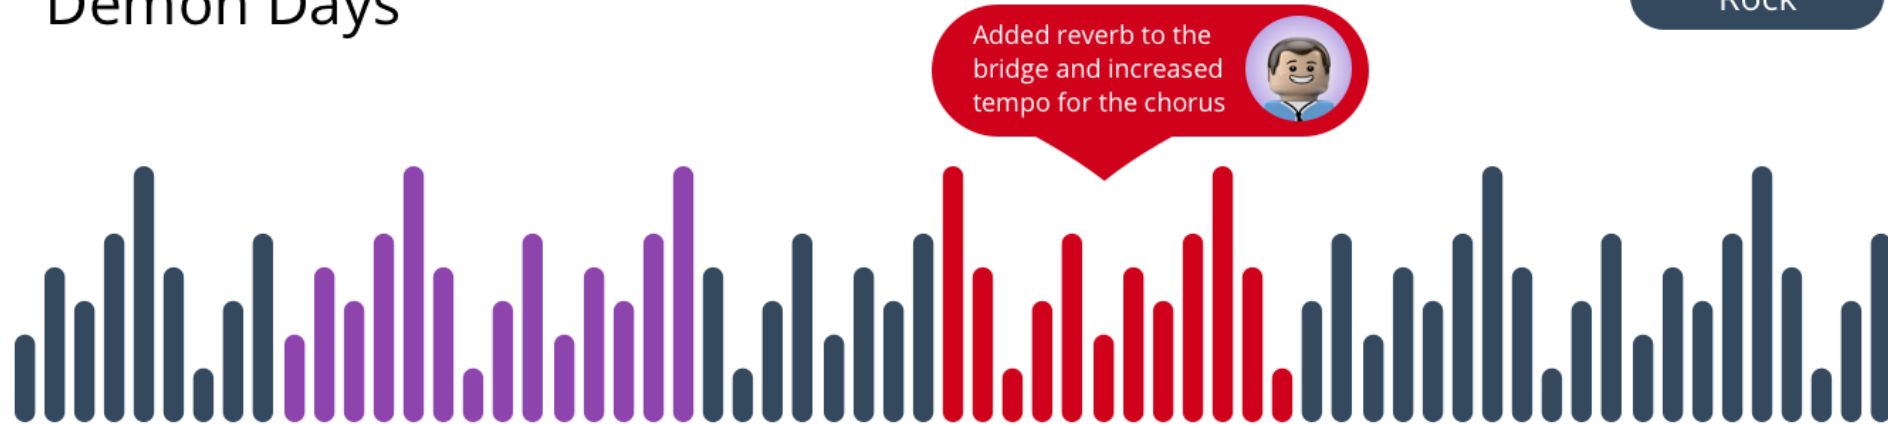 Demon Days
Rock
Added reverb to the
bridge and increased
tempo for the chorus